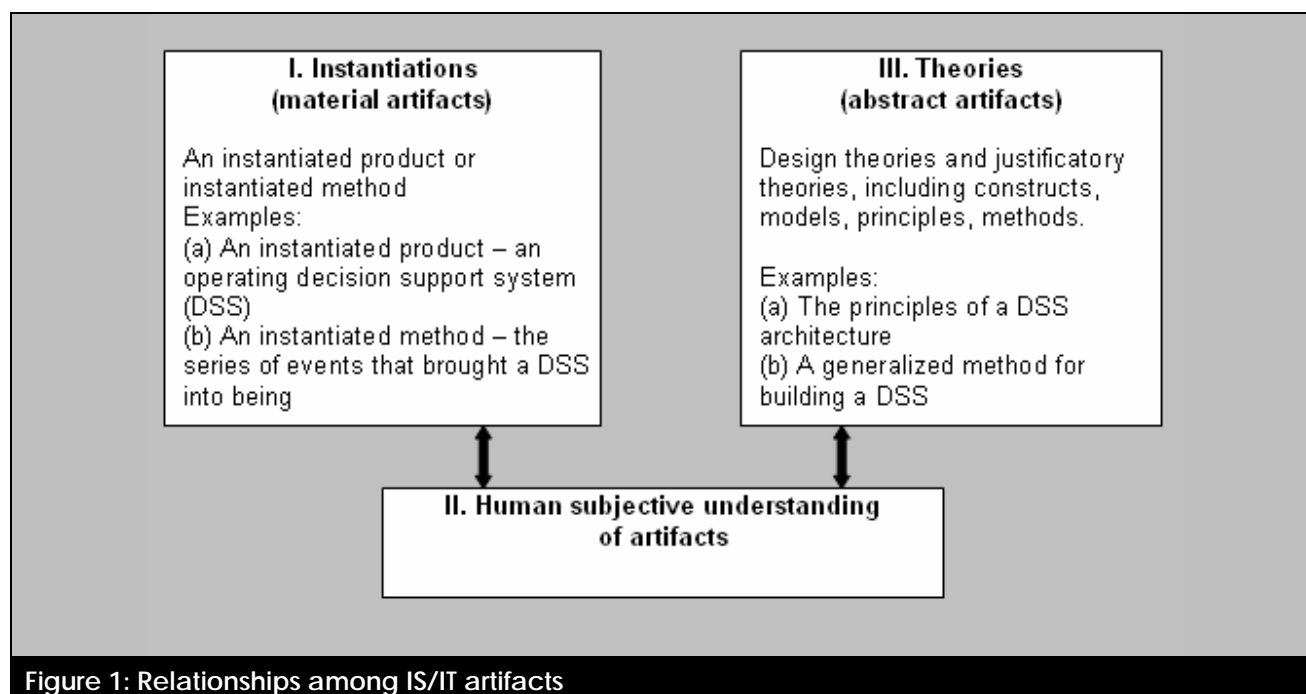 I. Instantiations
(material artifacts)
An instantiated product or
instantiated method
Examples:
(a) An instantiated product – an
operating decision support system
(DSS)
(b) An instantiated method – the
series of events that brought a DSS
into being
III. Theories
(abstract artifacts)
Design theories and justificatory
theories, including constructs,
models, principles, methods.
Examples:
(a) The principles of a DSS
architecture
(b) A generalized method for
building a DSS
II. Human subjective understanding
of artifacts
Figure 1: Relationships among IS/IT artifacts